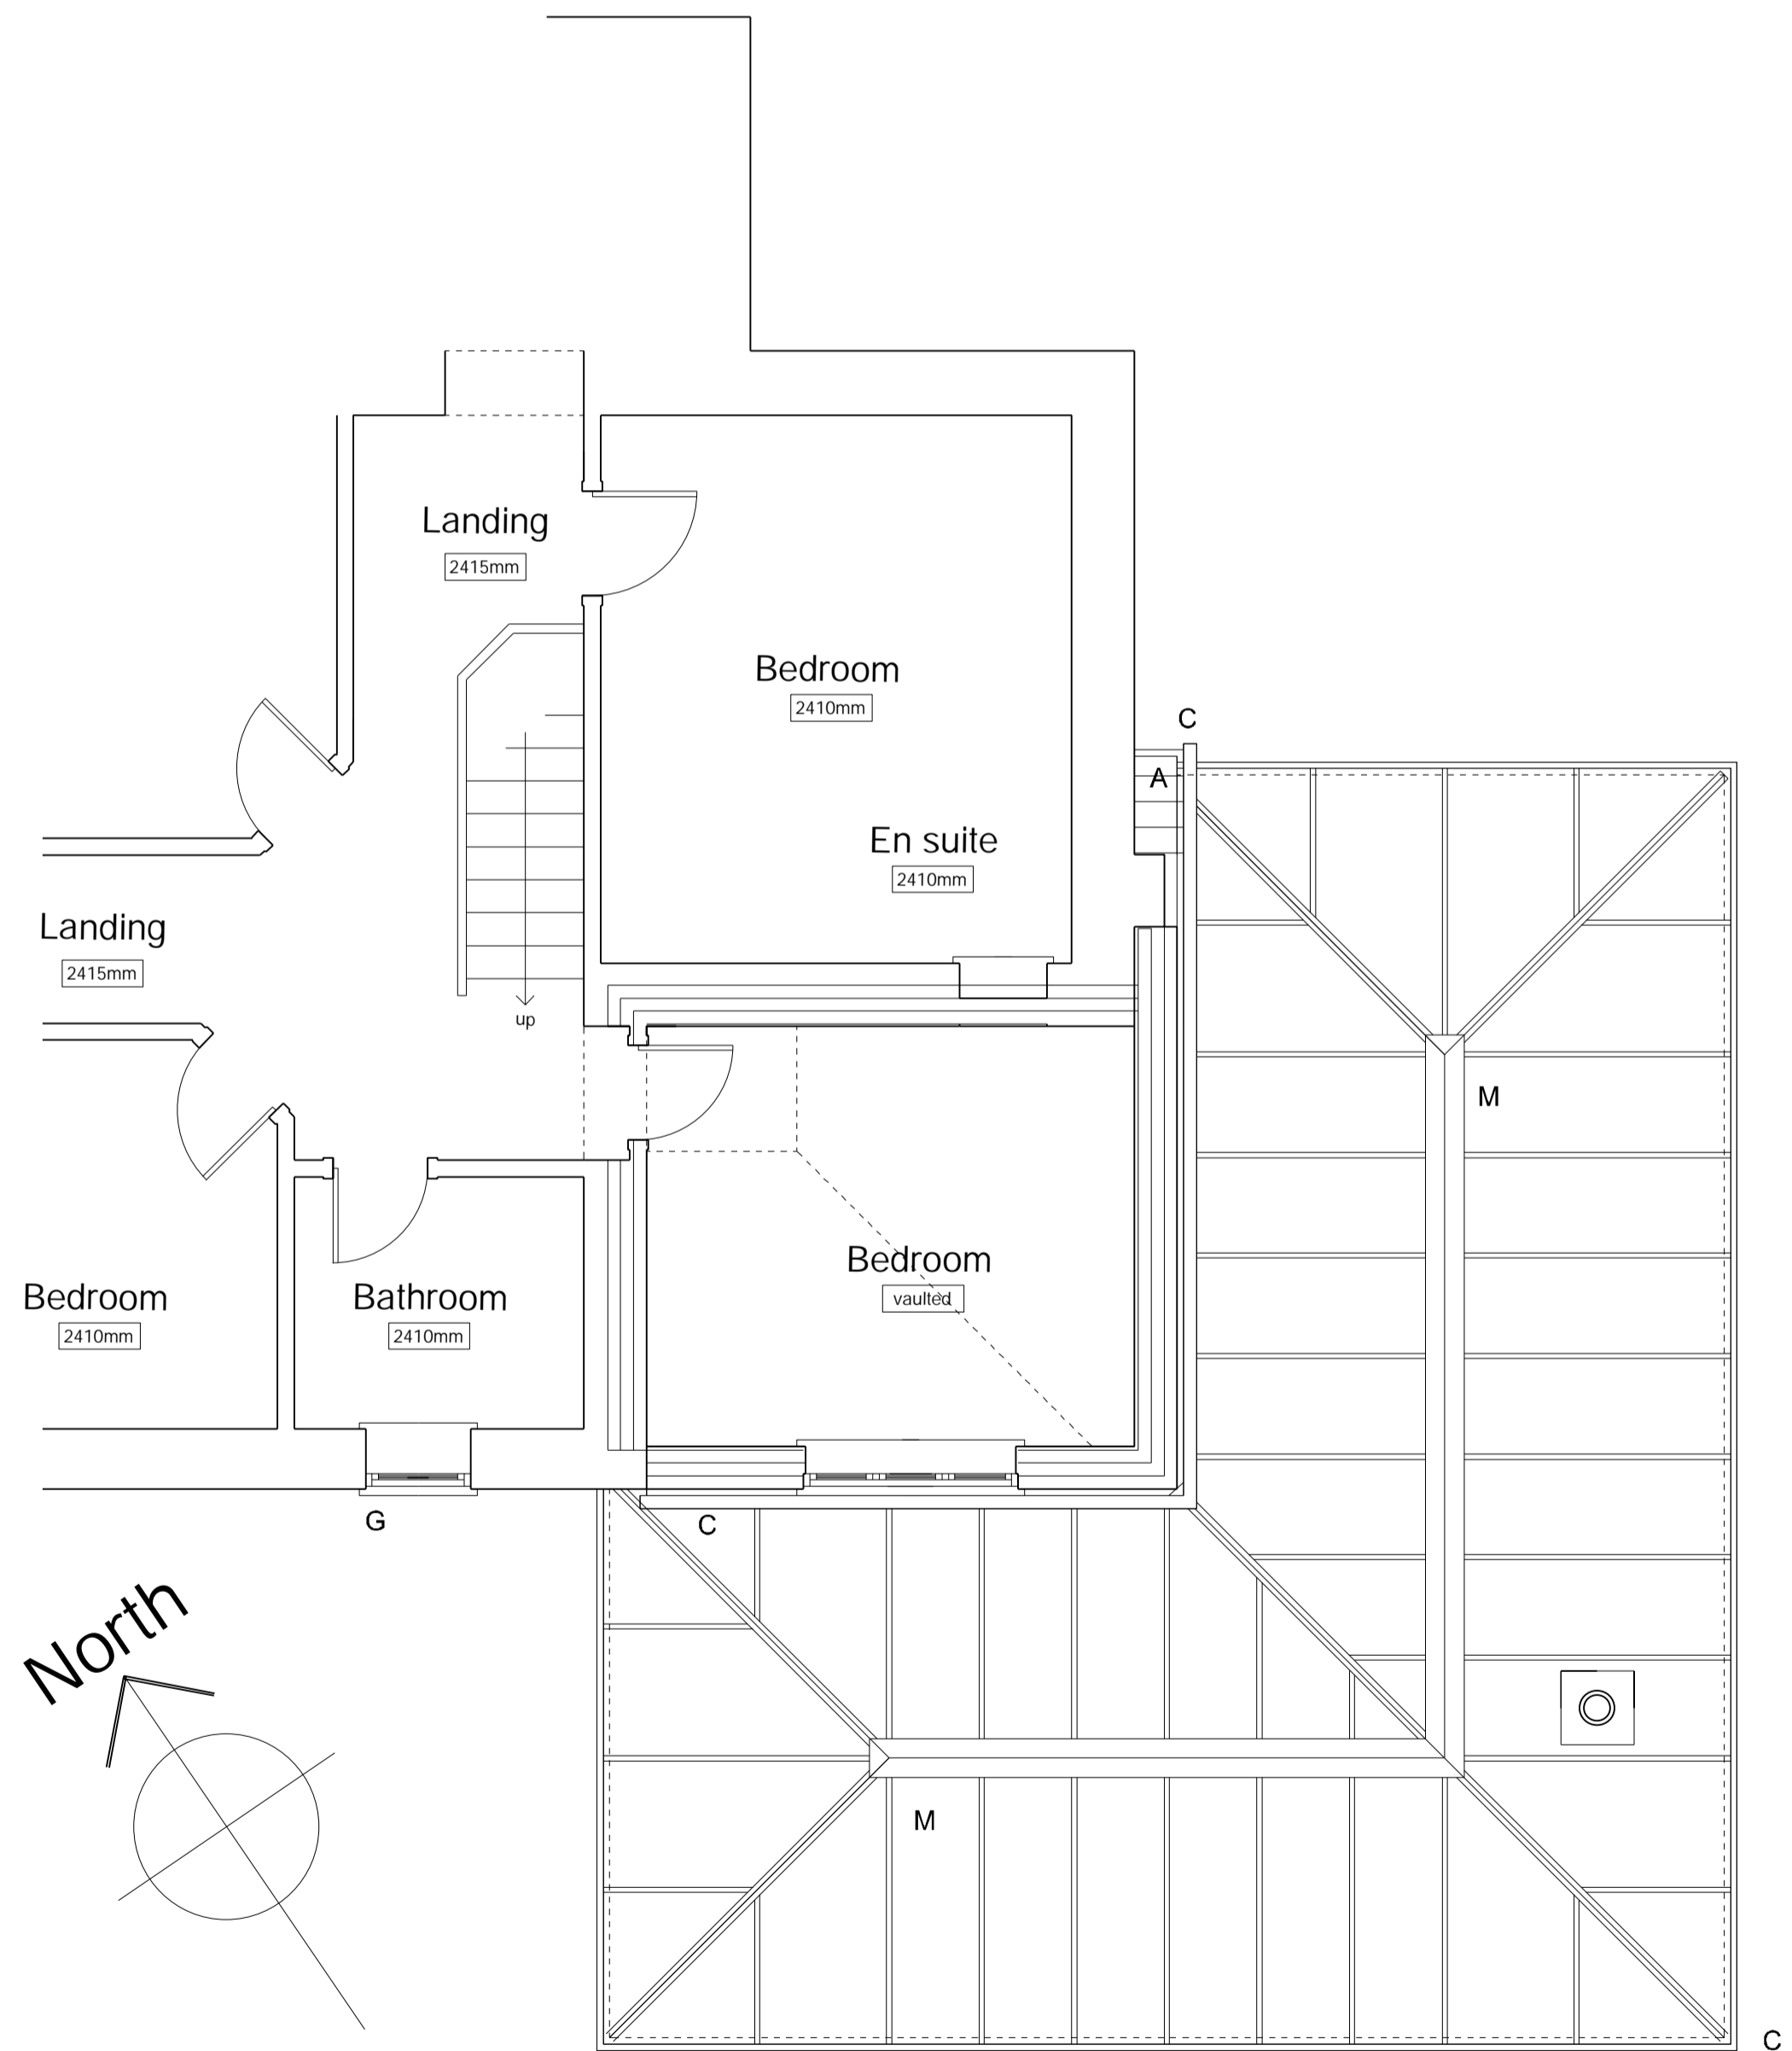 Landing
2415mm
Bedroom
2410mm
C
A
En suite
2410mm
Landing
2415mm
up
M
Bedroom
vaulted
Bedroom
2410mm
Bathroom
2410mm
G
C
North
M
C